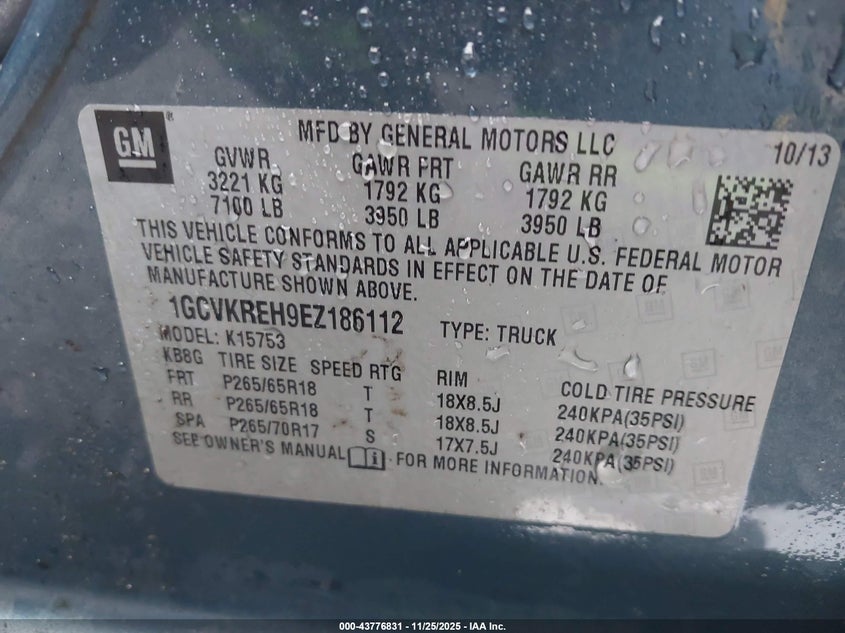 GM
MFD BY GENERAL MOTORS LLC
10/13
GVWR GAWR FRT GAWR RR
3221 KG 1792 KG 1792 KG
7100 LB 3950 LB 3950 LB
THIS VEHICLE CONFORMS TO ALL APPLICABLE U.S. FEDERAL MOTOR
VEHICLE SAFETY STANDARDS IN EFFECT ON THE DATE OF
MANUFACTURE SHOWN ABOVE.
1GCVKREH9EZ186112 TYPE: TRUCK
MODEL: K15753
KB8G TIRE SIZE SPEED RTG RIM COLD TIRE PRESSURE
FRT P265/65R18 T 18X8.5J 240KPA(35PSI)
RR P265/65R18 T 18X8.5J 240KPA(35PSI)
SPA P265/70R17 S 17X7.5J 240KPA(35PSI)
SEE OWNER'S MANUAL FOR MORE INFORMATION.
000-43776831 - 11/25/2025 - IAA Inc.